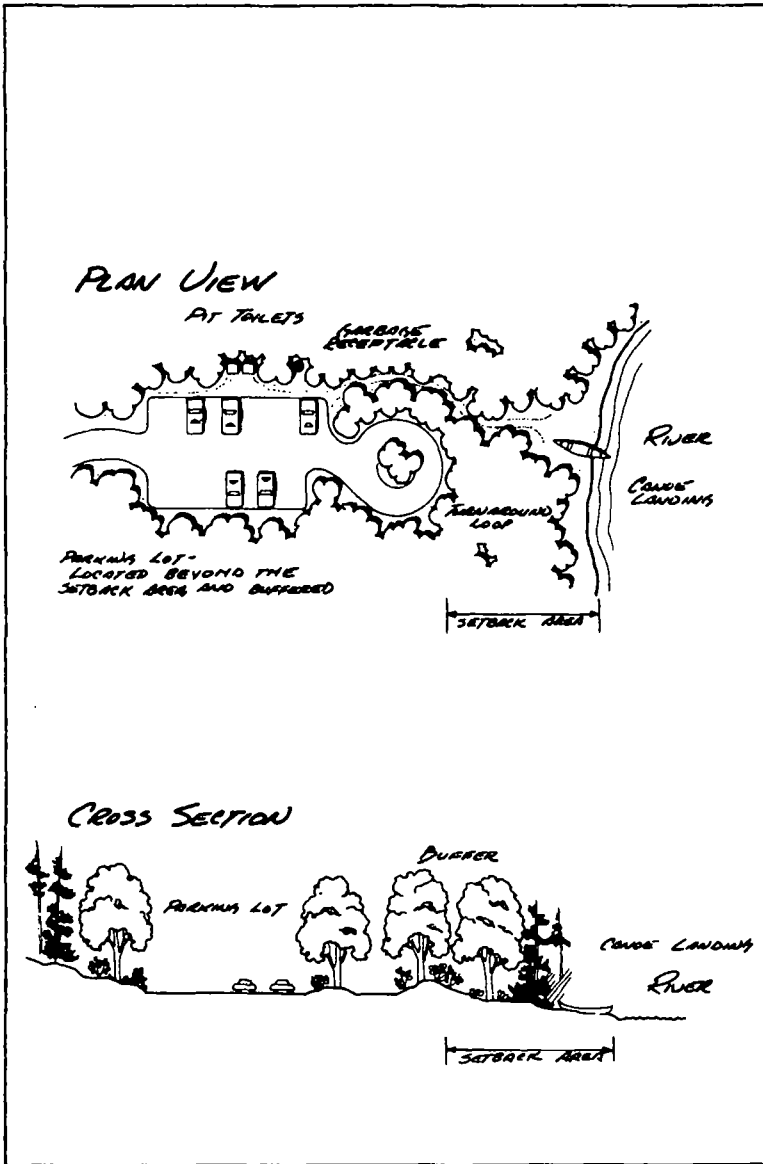 PLAN VIEW
PIT TOILETS
GARBAGE
RECEPTACLE
RIVER
CANOE
LANDING
TURNAROUND
LOOP
PARKING LOT-
LOCATED BEYOND THE
SETBACK AREA AND BUFFERED
SETBACK AREA
CROSS SECTION
BUFFER
PARKING LOT
CANOE LANDING
RIVER
SETBACK AREA